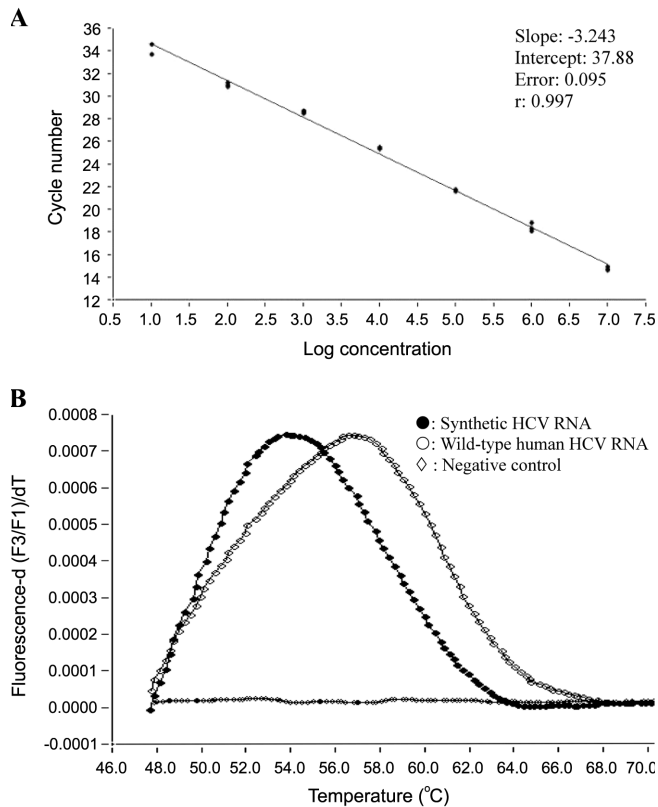 A
Slope: -3.243
Intercept: 37.88
Error: 0.095
r: 0.997
Cycle number
36
34
32
30
28
26
24
22
20
18
16
14
12
0.5 1.0 1.5 2.0 2.5 3.0 3.5 4.0 4.5 5.0 5.5 6.0 6.5 7.0 7.5
Log concentration
B
: Synthetic HCV RNA
: Wild-type human HCV RNA
: Negative control
Fluorescence-d (F3/F1)/dT
0.0008
0.0007
0.0006
0.0005
0.0004
0.0003
0.0002
0.0001
0.0000
-0.0001
46.0 48.0 50.0 52.0 54.0 56.0 58.0 60.0 62.0 64.0 66.0 68.0 70.0
Temperature (°C)